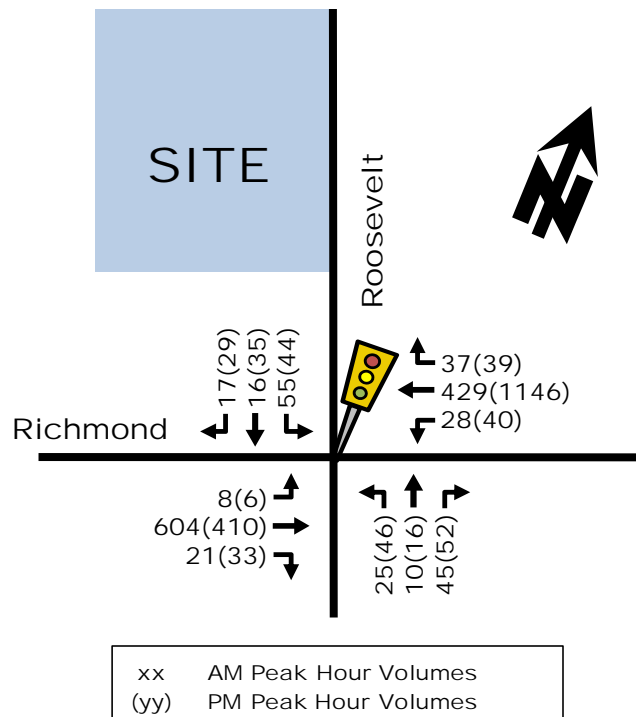 SITE
Roosevelt
17(29)
16(35)
55(44)
37(39)
429(1146)
28(40)
Richmond
8(6)
604(410)
21(33)
25(46)
10(16)
45(52)
xx AM Peak Hour Volumes
(yy) PM Peak Hour Volumes